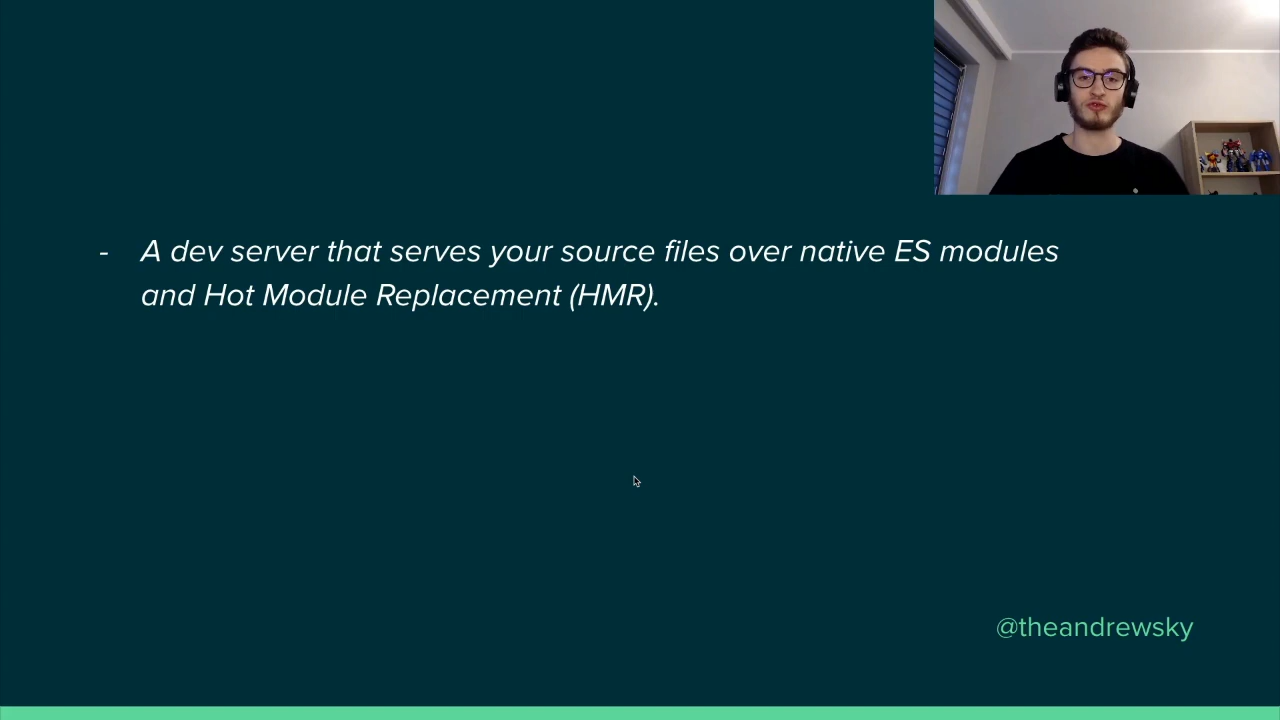 - A dev server that serves your source files over native ES modules
and Hot Module Replacement (HMR).
@theandrewsky